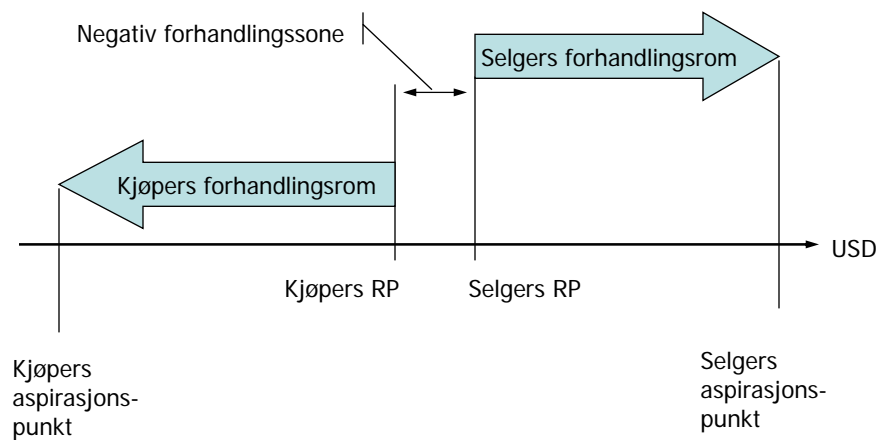 Negativ forhandlingssone
Selgers forhandlingsrom
Kjøpers forhandlingsrom
USD
Kjøpers RP
Selgers RP
Kjøpers
aspirasjons-
punkt
Selgers
aspirasjons-
punkt